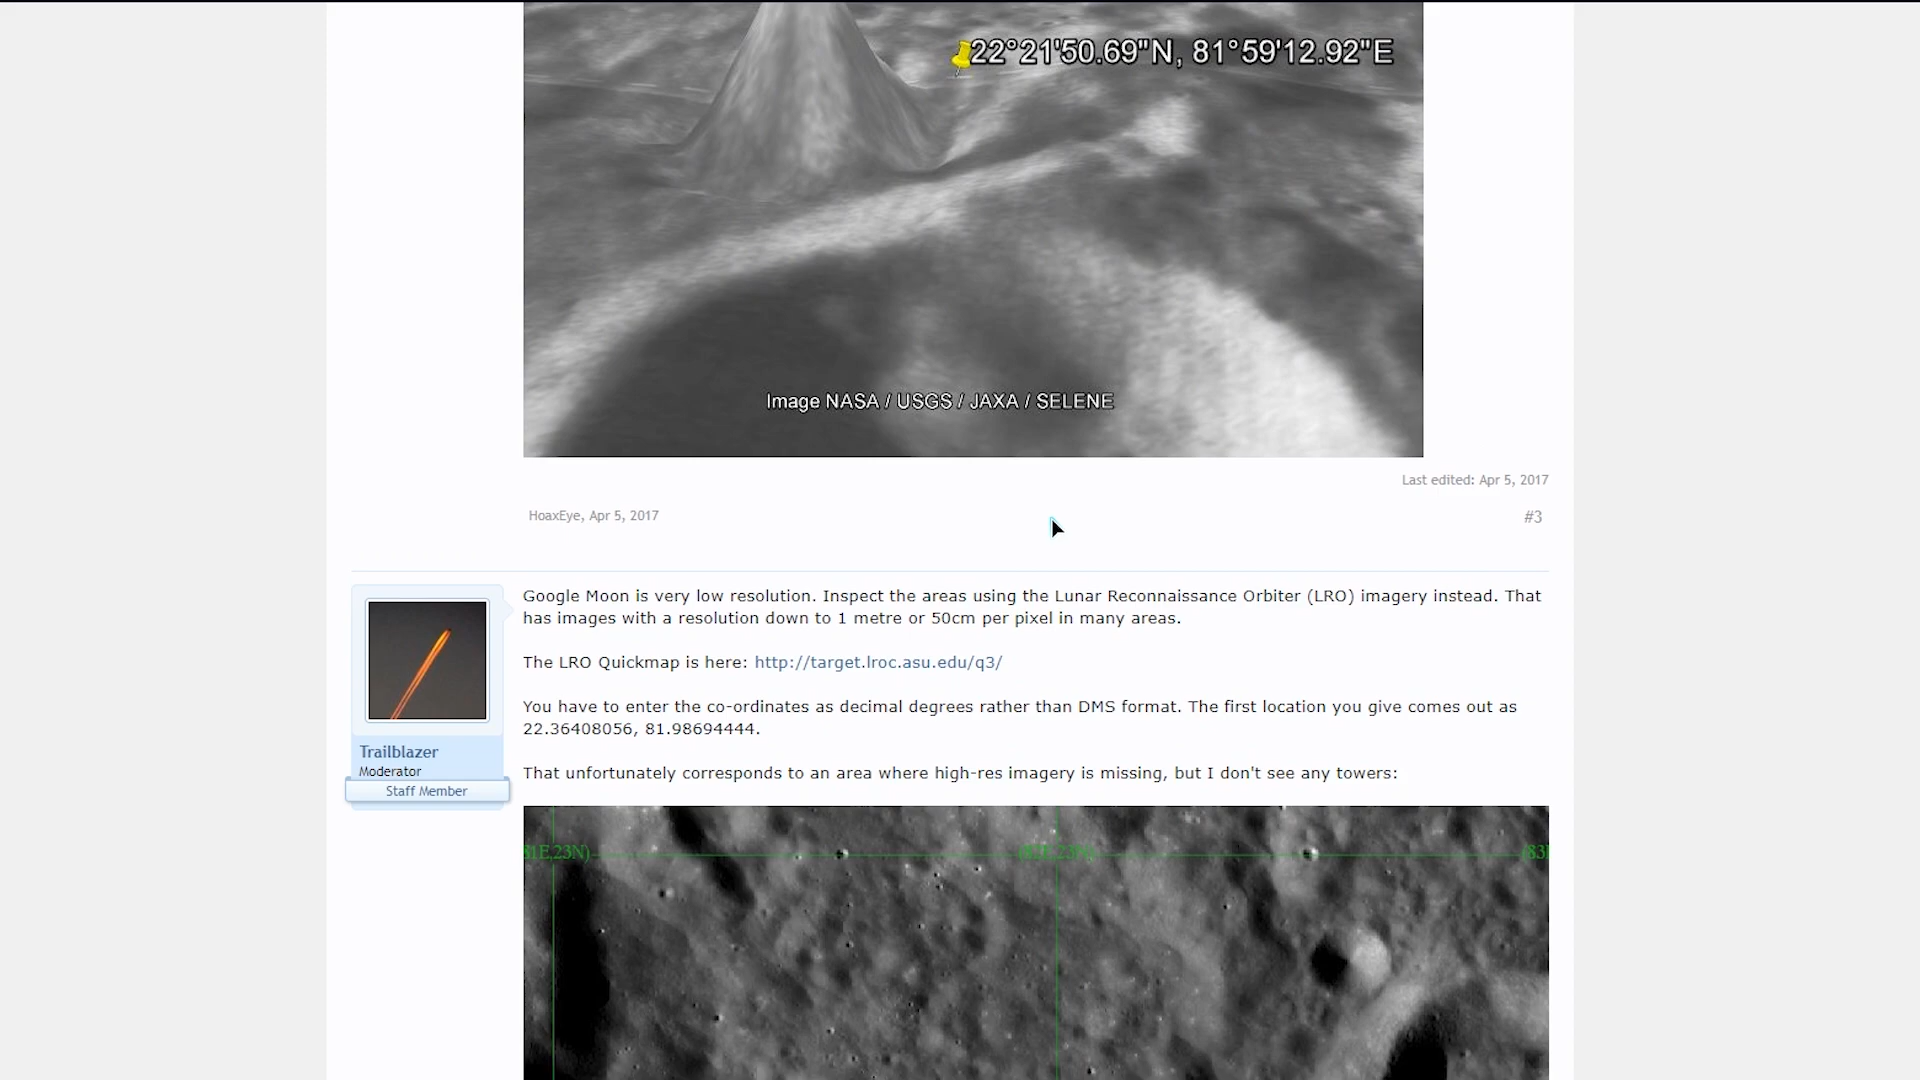 22°21'50.69"N, 81°59'12.92"E
Image NASA / USGS / JAXA / SELENE
Last edited: Apr 5, 2017
HoaxEye, Apr 5, 2017
#3
Google Moon is very low resolution. Inspect the areas using the Lunar Reconnaissance Orbiter (LRO) imagery instead. That
has images with a resolution down to 1 metre or 50cm per pixel in many areas.
The LRO Quickmap is here: http://target.lroc.asu.edu/q3/
You have to enter the co-ordinates as decimal degrees rather than DMS format. The first location you give comes out as
22.36408056, 81.98694444.
Trailblazer
Moderator
Staff Member
That unfortunately corresponds to an area where high-res imagery is missing, but I don't see any towers:
81E,23N)
(83